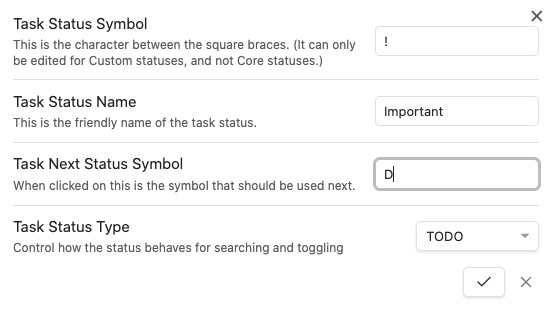 Task Status Symbol
This is the character between the square braces. (It can only
be edited for Custom statuses, and not Core statuses.)
!
Task Status Name
This is the friendly name of the task status.
Important
Task Next Status Symbol
When clicked on this is the symbol that should be used next.
D
Task Status Type
Control how the status behaves for searching and toggling
TODO